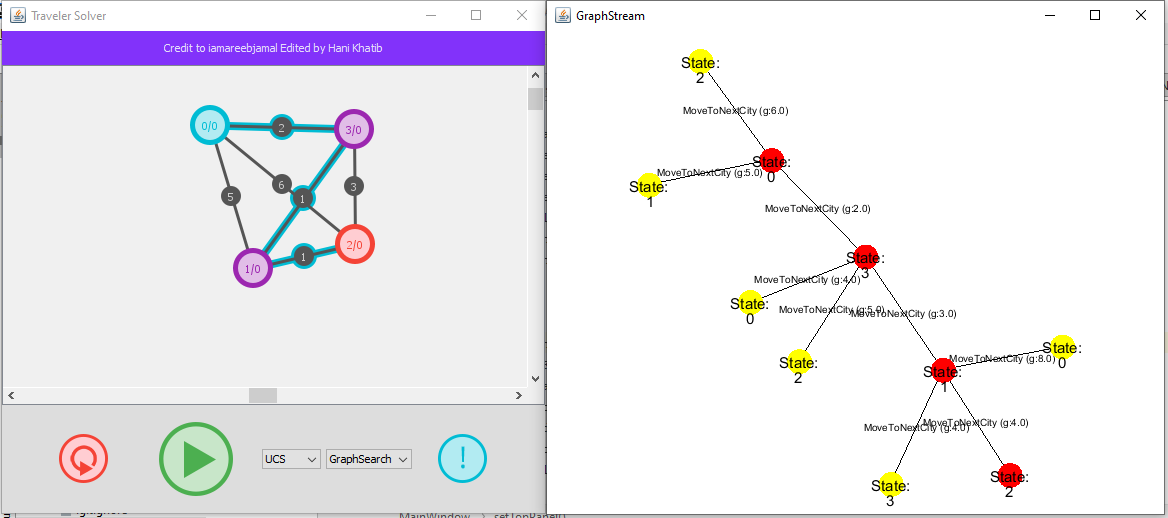 Traveler Solver
Credit to iamareebjamal Edited by Hani Khatib
0/0
2
3/0
6
5
1
3
1/0
1
2/0
UCS
GraphSearch
!
GraphStream
State:
2
MoveToNextCity (g:6.0)
State:
0
MoveToNextCity (g:5.0)
State:
1
MoveToNextCity (g:2.0)
State:
3
MoveToNextCity (g:4.0)
State:
0
MoveToNextCity (g:5.0)
MoveToNextCity (g:3.0)
State:
2
State:
0
MoveToNextCity (g:8.0)
State:
1
MoveToNextCity (g:4.0)
MoveToNextCity (g:4.0)
State:
3
State:
2